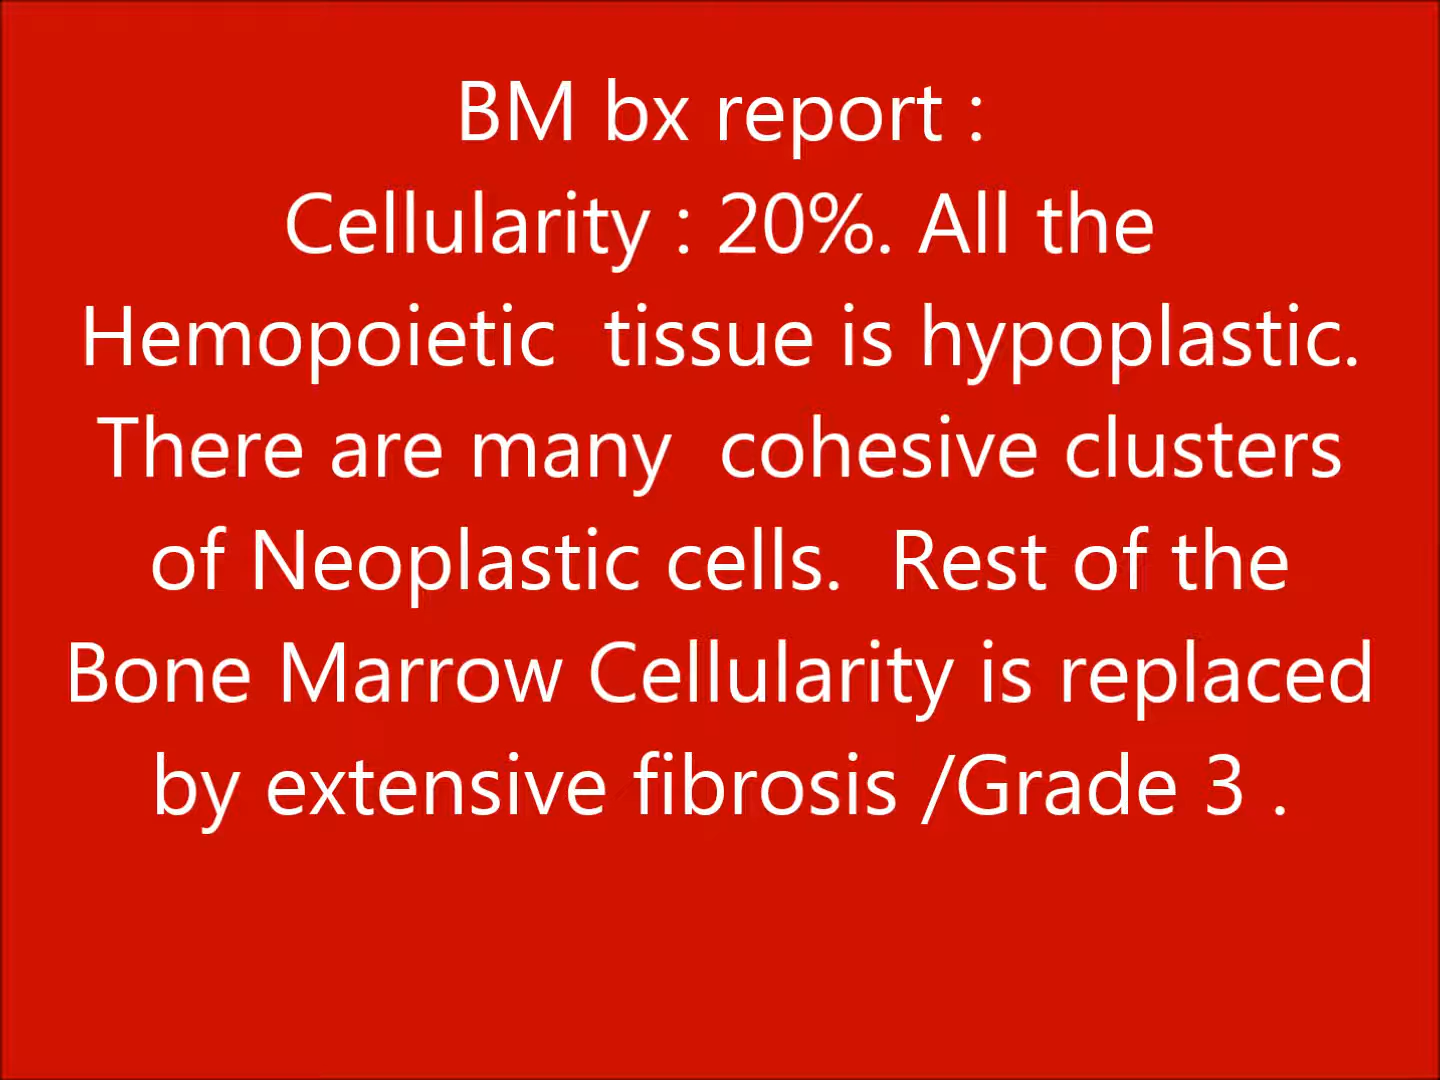 BM bx report :
Cellularity : 20%. All the
Hemopoietic  tissue is hypoplastic.
There are many  cohesive clusters
of Neoplastic cells.  Rest of the
Bone Marrow Cellularity is replaced
by extensive fibrosis /Grade 3 .